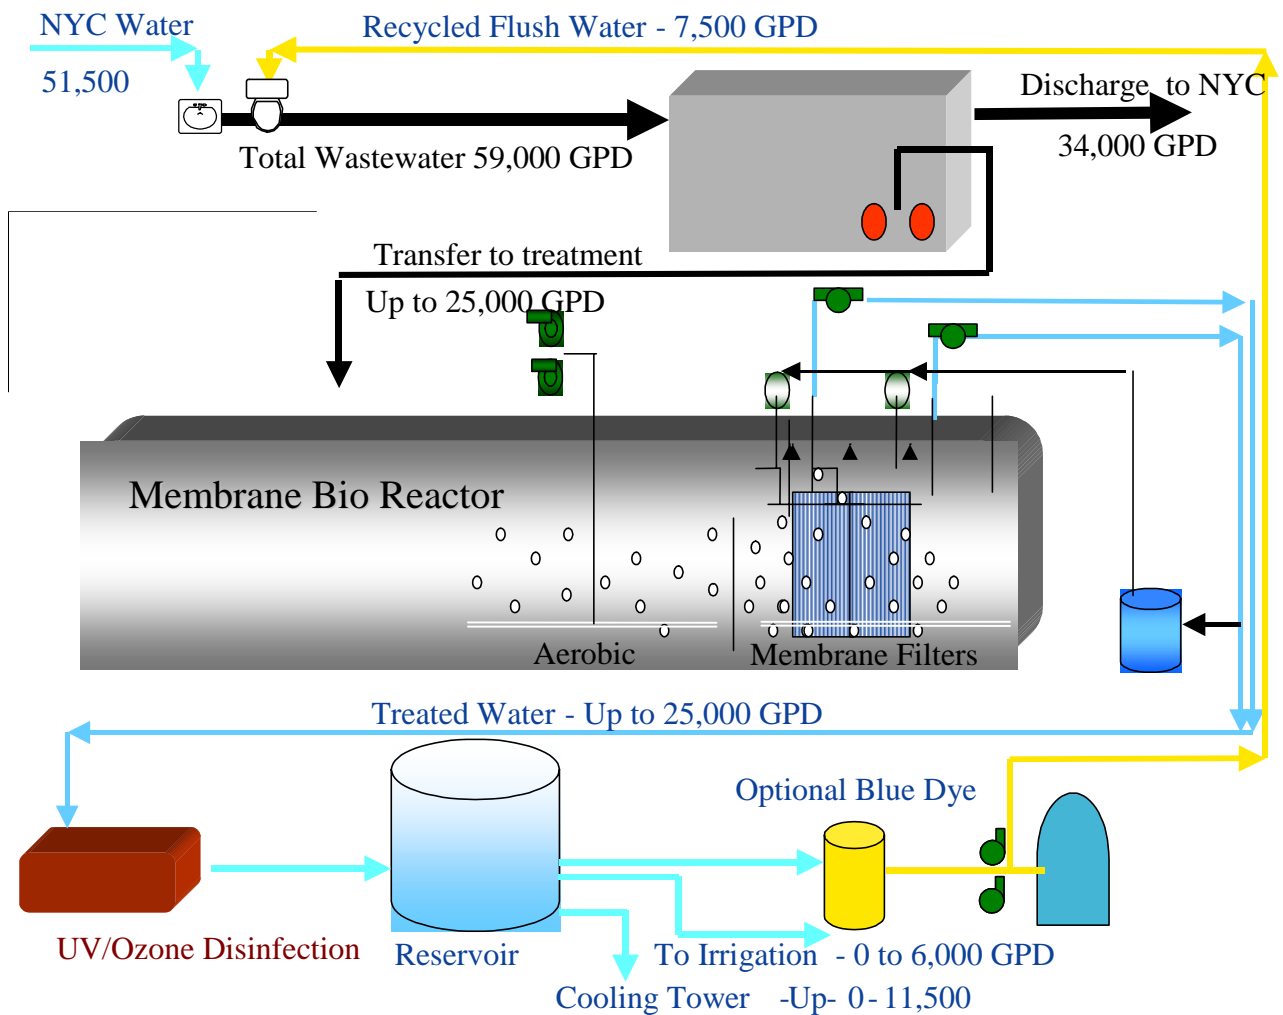 NYC Water
Recycled Flush Water - 7,500 GPD
51,500
Discharge to NYC
34,000 GPD
Total Wastewater 59,000 GPD
Transfer to treatment
Up to 25,000 GPD
Membrane Bio Reactor
Aerobic
Membrane Filters
Treated Water - Up to 25,000 GPD
Optional Blue Dye
UV/Ozone Disinfection
Reservoir
To Irrigation - 0 to 6,000 GPD
Cooling Tower -Up- 0-11,500